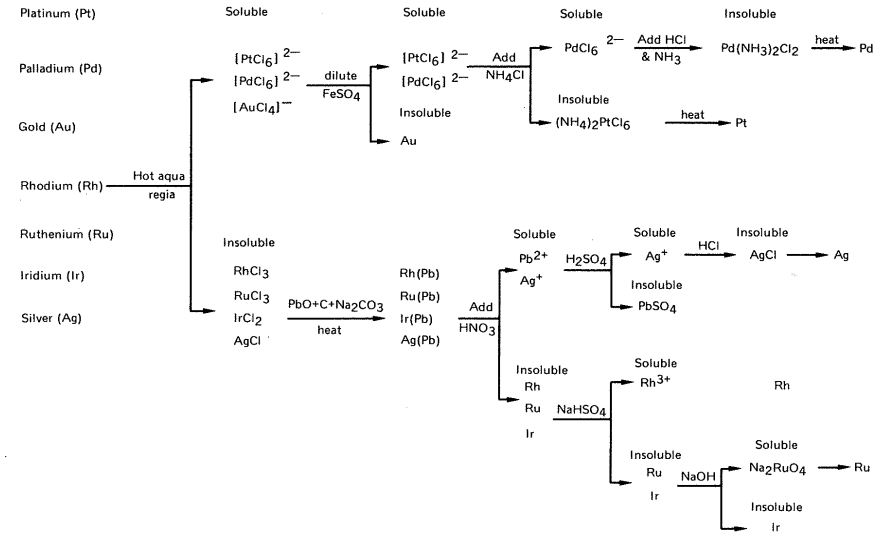 Platinum (Pt)
Palladium (Pd)
Gold (Au)
Rhodium (Rh)
Ruthenium (Ru)
Iridium (Ir)
Silver (Ag)
Hot aqua
regia
Soluble
[PtCl6] 2−
[PdCl6] 2−
[AuCl4]−
dilute
FeSO4
Soluble
[PtCl6] 2−
[PdCl6] 2−
Insoluble
Au
Add
NH4Cl
Soluble
PdCl6 2−
Add HCl
& NH3
Insoluble
Pd(NH3)2Cl2
heat
Pd
Insoluble
(NH4)2PtCl6
heat
Pt
Insoluble
RhCl3
RuCl3
IrCl2
AgCl
PbO+C+Na2CO3
heat
Rh(Pb)
Ru(Pb)
Ir(Pb)
Ag(Pb)
Add
HNO3
Soluble
Pb2+
Ag+
H2SO4
Soluble
Ag+
HCl
Insoluble
AgCl
Ag
Insoluble
PbSO4
Insoluble
Rh
Ru
Ir
NaHSO4
Soluble
Rh3+
Rh
Insoluble
Ru
Ir
NaOH
Soluble
Na2RuO4
Ru
Insoluble
Ir